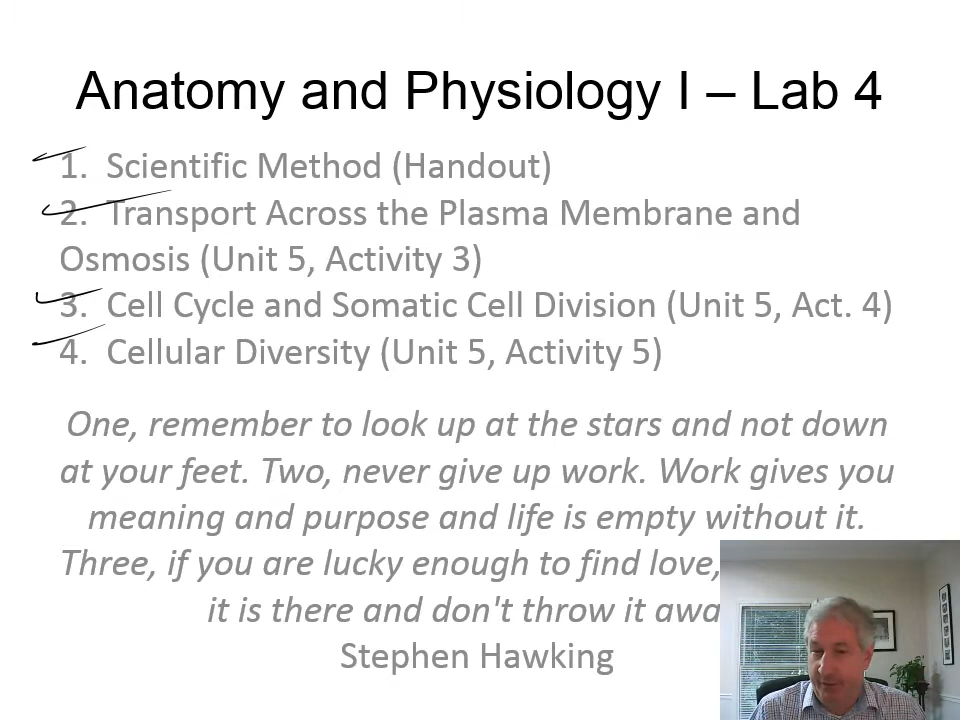 Anatomy and Physiology I – Lab 4
1. Scientific Method (Handout)
2. Transport Across the Plasma Membrane and
Osmosis (Unit 5, Activity 3)
3. Cell Cycle and Somatic Cell Division (Unit 5, Act. 4)
4. Cellular Diversity (Unit 5, Activity 5)
One, remember to look up at the stars and not down
at your feet. Two, never give up work. Work gives you
meaning and purpose and life is empty without it.
Three, if you are lucky enough to find love,
it is there and don't throw it
Stephen Hawking